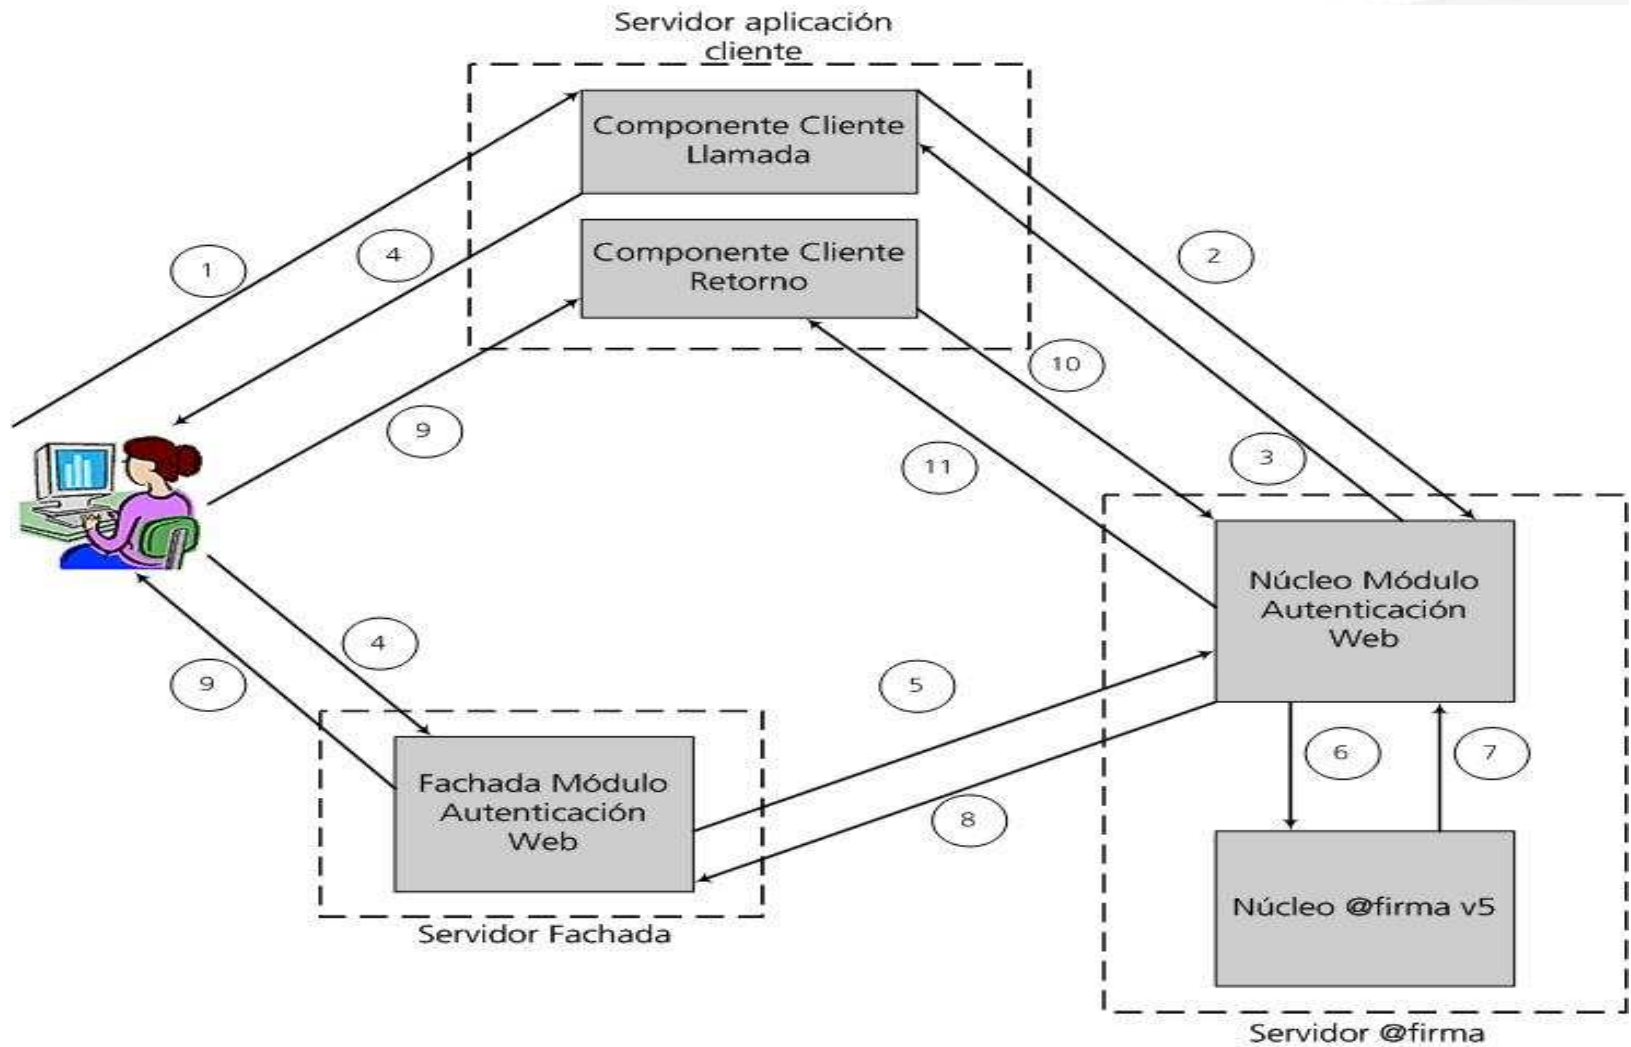 Servidor aplicación
cliente
Componente Cliente
Llamada
Componente Cliente
Retorno
1
4
2
10
9
3
11
Núcleo Módulo
Autenticación
Web
4
9
5
6
7
Fachada Módulo
Autenticación
Web
8
Núcleo @firma v5
Servidor Fachada
Servidor @firma